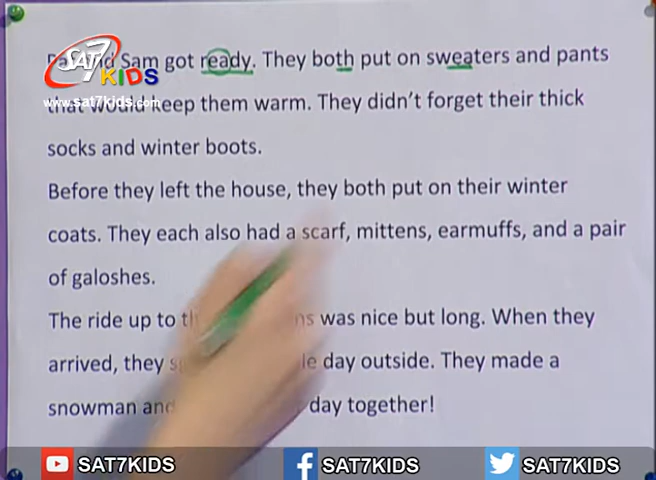 Sam got ready. They both put on sweaters and pants
that would keep them warm. They didn't forget their thick
socks and winter boots.
Before they left the house, they both put on their winter
coats. They each also had a scarf, mittens, earmuffs, and a pair
of galoshes.
The ride up to was nice but long. When they
arrived, they day outside. They made a
snowman and day together!
SAT7
KIDS
www.sat7kids.com
SAT7KIDS
SAT7KIDS
SAT7KIDS